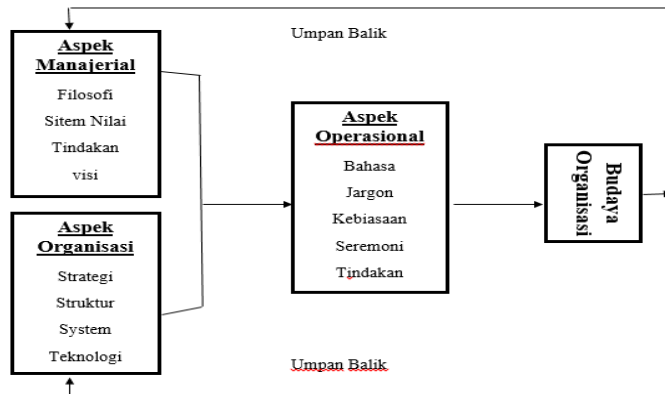 Umpan Balik
Aspek
Manajerial
Filosofi
Sitem Nilai
Tindakan
visi
Aspek
Organisasi
Strategi
Struktur
System
Teknologi
Aspek
Operasional
Bahasa
Jargon
Kebiasaan
Seremoni
Tindakan
Budaya
Organisasi
Umpan Balik